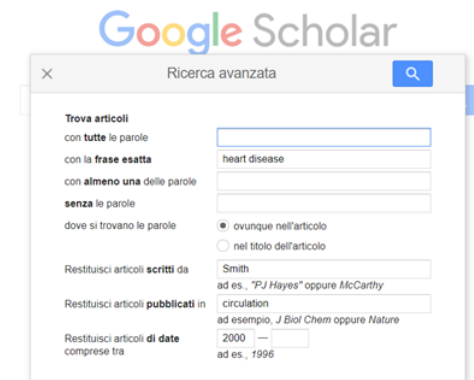 Google Scholar
Ricerca avanzata
Trova articoli
con tutte le parole
con la frase esatta heart disease
con almeno una delle parole
senza le parole
dove si trovano le parole ovunque nell'articolo
nel titolo dell'articolo
Restituisci articoli scritti da Smith
ad es., "PJ Hayes" oppure McCarthy
Restituisci articoli pubblicati in circulation
ad esempio, J Biol Chem oppure Nature
Restituisci articoli di date 2000 —
comprese tra ad es., 1996